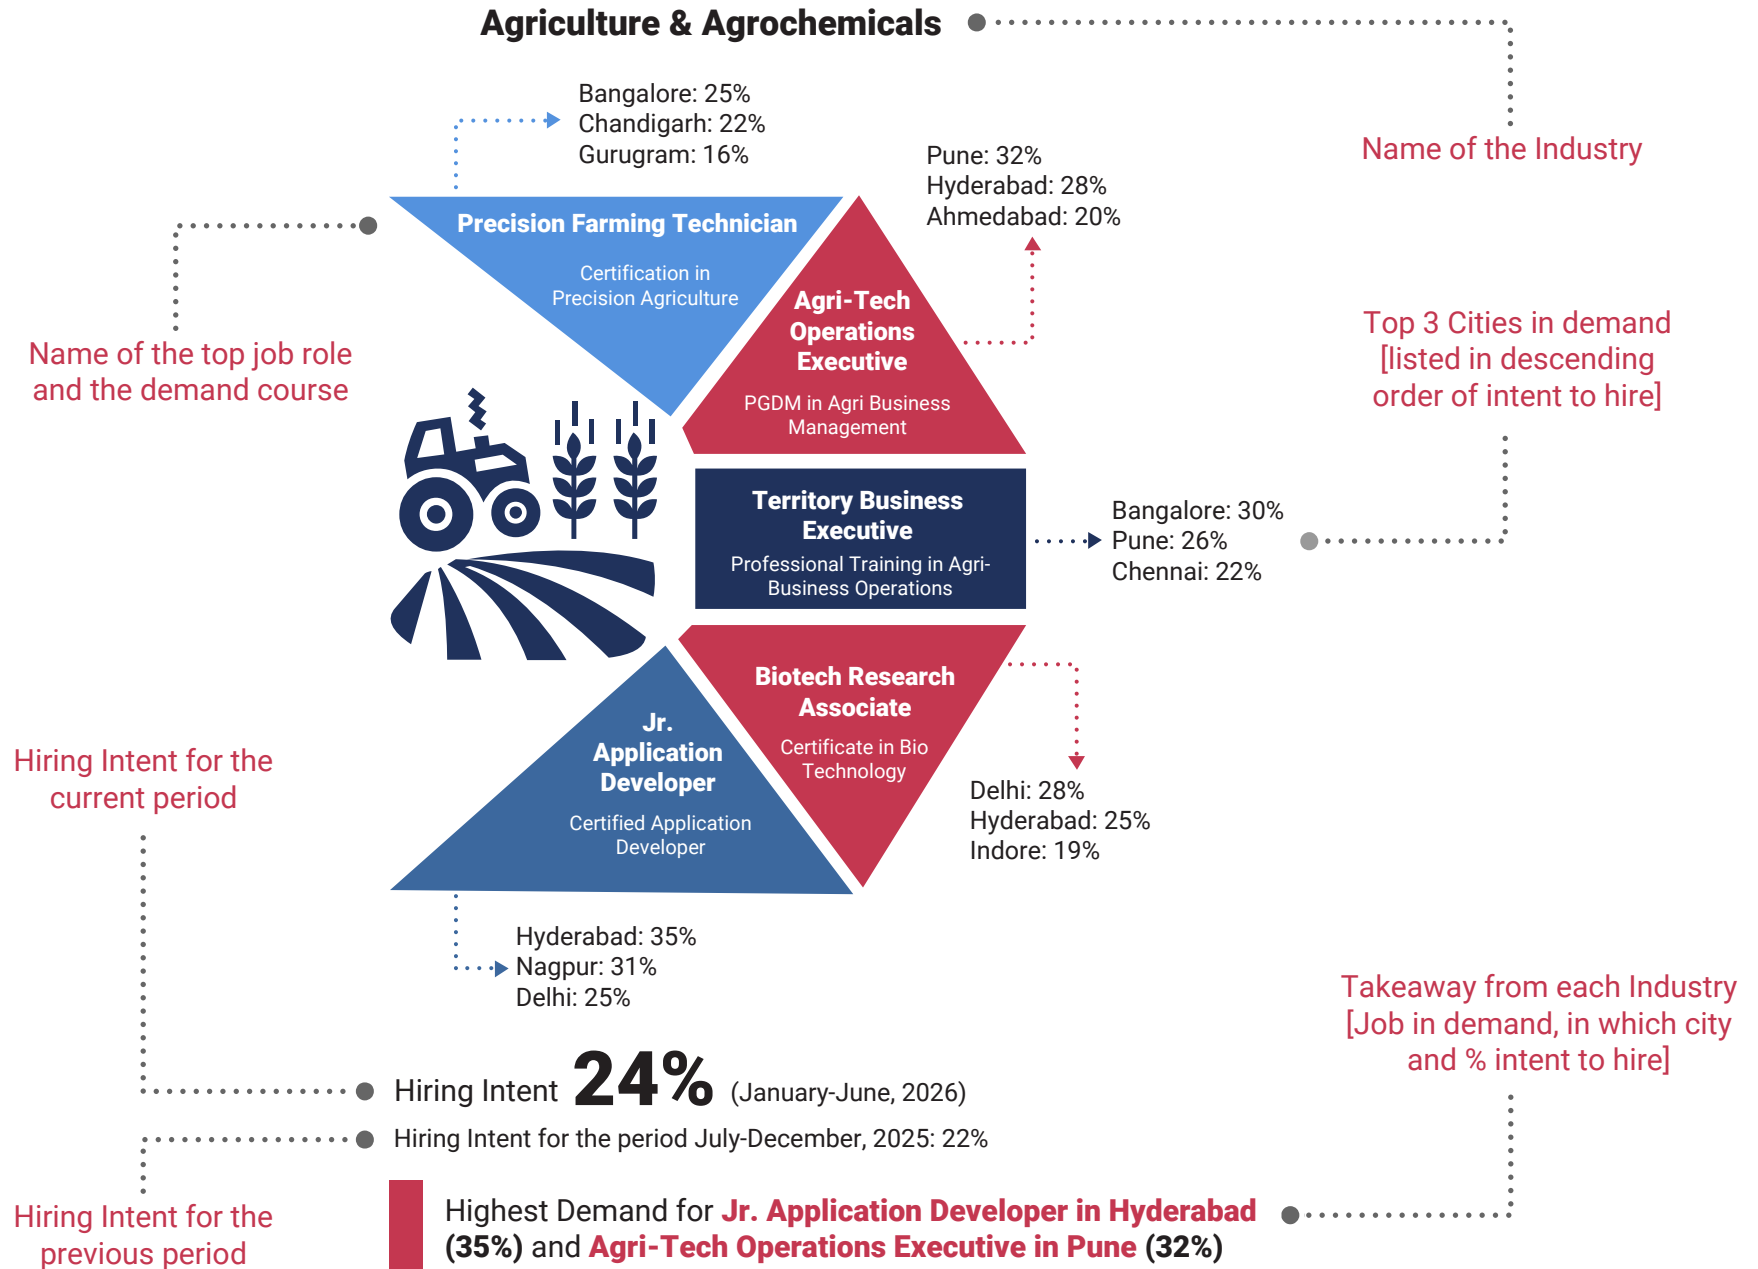 Agriculture & Agrochemicals
Name of the Industry
Bangalore: 25%
Chandigarh: 22%
Gurugram: 16%
Pune: 32%
Hyderabad: 28%
Ahmedabad: 20%
Precision Farming Technician
Certification in
Precision Agriculture
Name of the top job role
and the demand course
Agri-Tech
Operations
Executive
PGDM in Agri Business
Management
Top 3 Cities in demand
[listed in descending
order of intent to hire]
Territory Business
Executive
Professional Training in Agri-
Business Operations
Bangalore: 30%
Pune: 26%
Chennai: 22%
Biotech Research
Associate
Certificate in Bio
Technology
Delhi: 28%
Hyderabad: 25%
Indore: 19%
Jr.
Application
Developer
Certified Application
Developer
Hyderabad: 35%
Nagpur: 31%
Delhi: 25%
Hiring Intent for the
current period
Hiring Intent 24% (January-June, 2026)
Hiring Intent for the period July-December, 2025: 22%
Hiring Intent for the
previous period
Takeaway from each Industry
[Job in demand, in which city
and % intent to hire]
Highest Demand for Jr. Application Developer in Hyderabad
(35%) and Agri-Tech Operations Executive in Pune (32%)